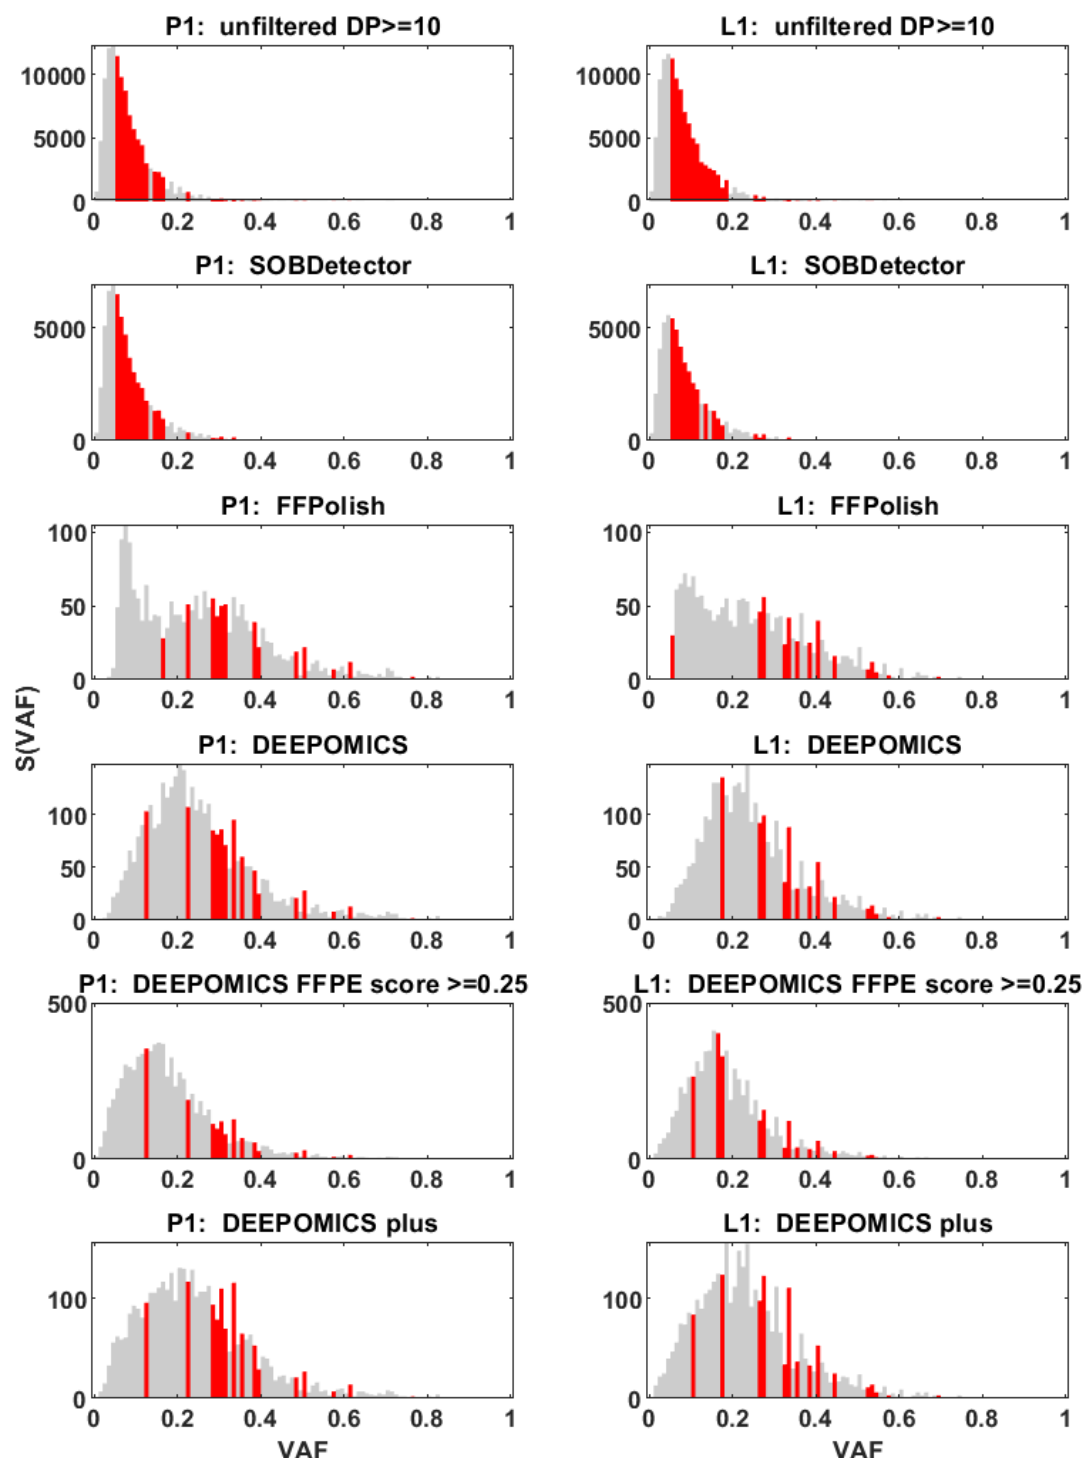 P1: unfiltered DP>=10
L1: unfiltered DP>=10
10000
5000
0
0 0.2 0.4 0.6 0.8 1
10000
5000
0
0 0.2 0.4 0.6 0.8 1
P1: SOBDetector
L1: SOBDetector
5000
0
0 0.2 0.4 0.6 0.8 1
5000
0
0 0.2 0.4 0.6 0.8 1
P1: FFPolish
L1: FFPolish
100
50
0
0 0.2 0.4 0.6 0.8 1
100
50
0
0 0.2 0.4 0.6 0.8 1
S(VAF)
P1: DEEPOMICS
L1: DEEPOMICS
100
50
0
0 0.2 0.4 0.6 0.8 1
100
50
0
0 0.2 0.4 0.6 0.8 1
P1: DEEPOMICS FFPE score >=0.25
L1: DEEPOMICS FFPE score >=0.25
500
0
0 0.2 0.4 0.6 0.8 1
500
0
0 0.2 0.4 0.6 0.8 1
P1: DEEPOMICS plus
L1: DEEPOMICS plus
100
0
0 0.2 0.4 0.6 0.8 1
100
0
0 0.2 0.4 0.6 0.8 1
VAF
VAF